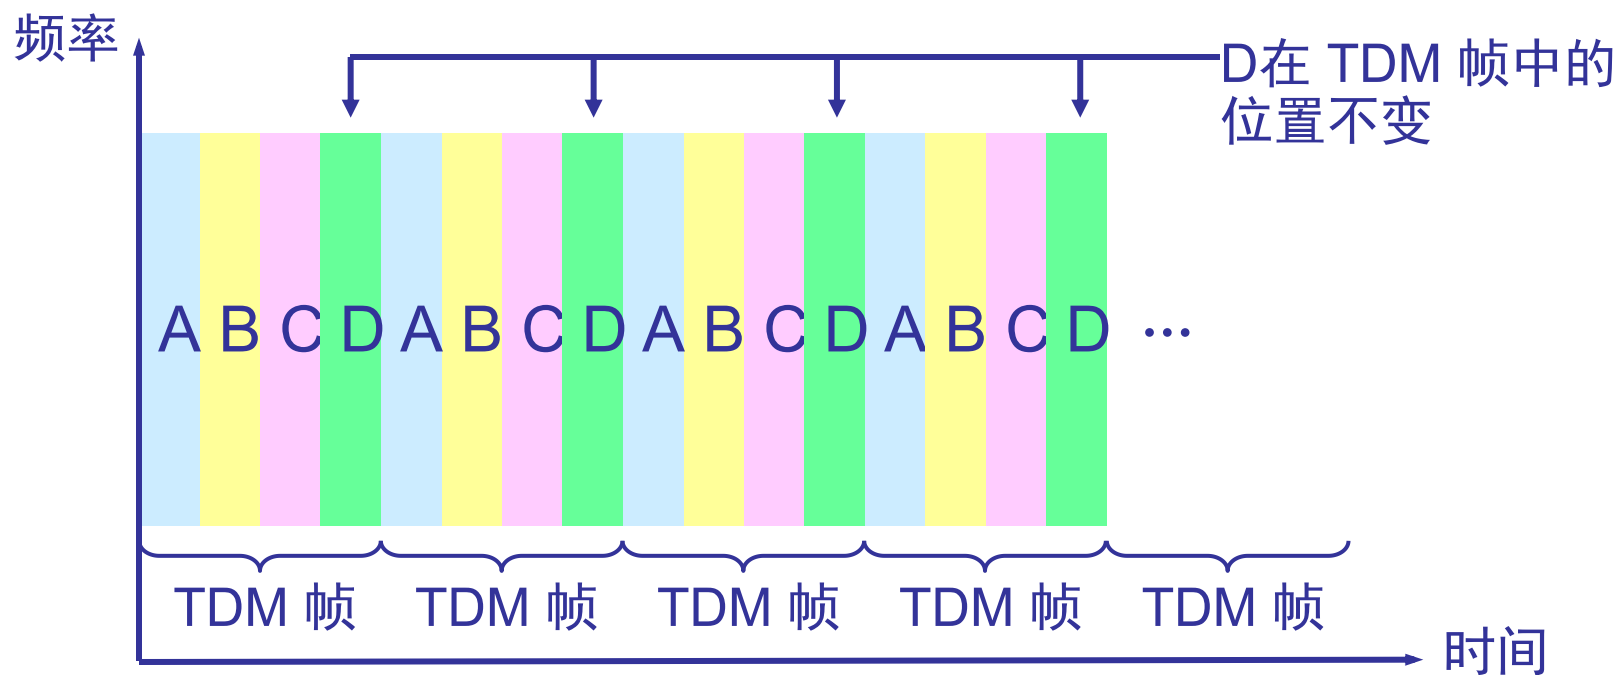 频率
D在 TDM 帧中的
位置不变
A B C D A B C D A B C D A B C D …
TDM 帧 TDM 帧 TDM 帧 TDM 帧 TDM 帧
时间